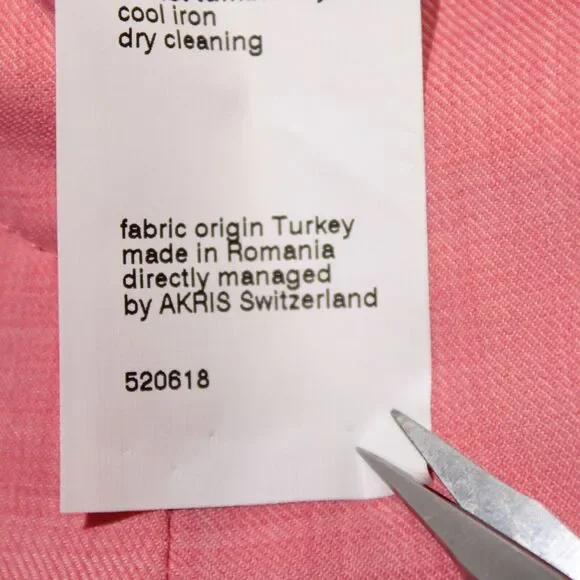 cool iron
dry cleaning
fabric origin Turkey
made in Romania
directly managed
by AKRIS Switzerland
520618